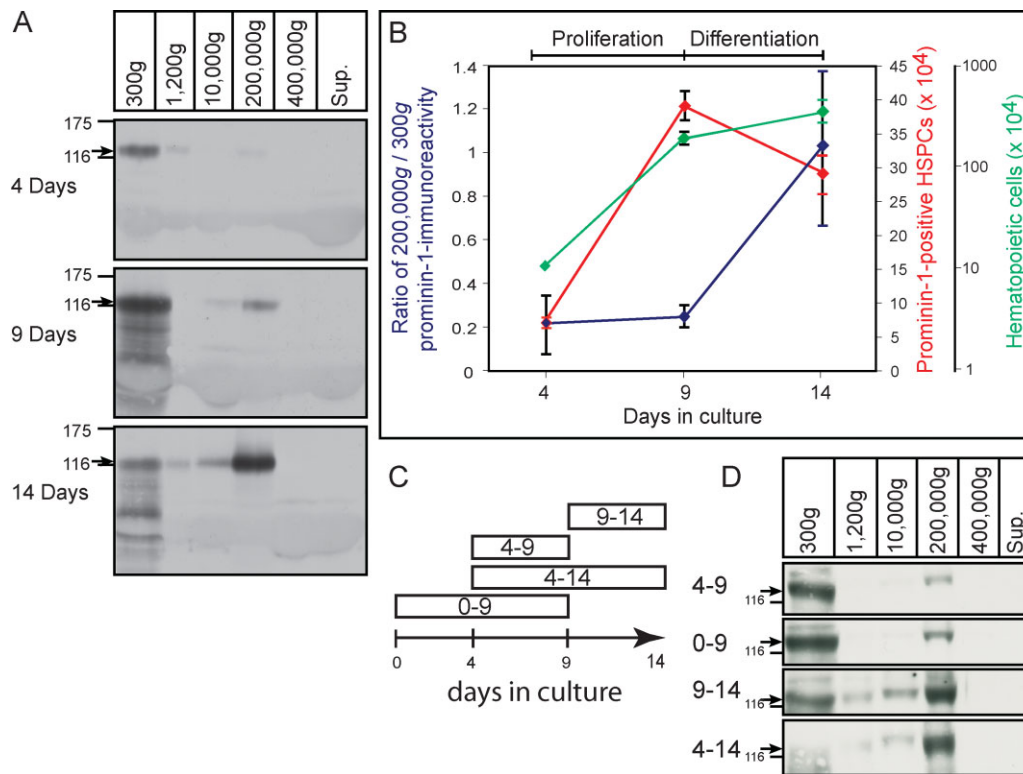 A
300g
1,200g
10,000g
200,000g
400,000g
Sup.
175
116
4 Days
175
116
9 Days
175
116
14 Days
B
Proliferation
Differentiation
Ratio of 200,000g / 300g
prominin-1-immunoreactivity
1.4
1.2
1
0.8
0.6
0.4
0.2
0
45
40
35
30
25
20
15
10
5
0
Prominin-1-positive HSPCs (x 10⁴)
1000
100
10
1
Hematopoietic cells (x 10⁴)
4
9
14
Days in culture
C
9-14
4-9
4-14
0-9
0
4
9
14
days in culture
D
300g
1,200g
10,000g
200,000g
400,000g
Sup.
4-9
116
0-9
116
9-14
116
4-14
116